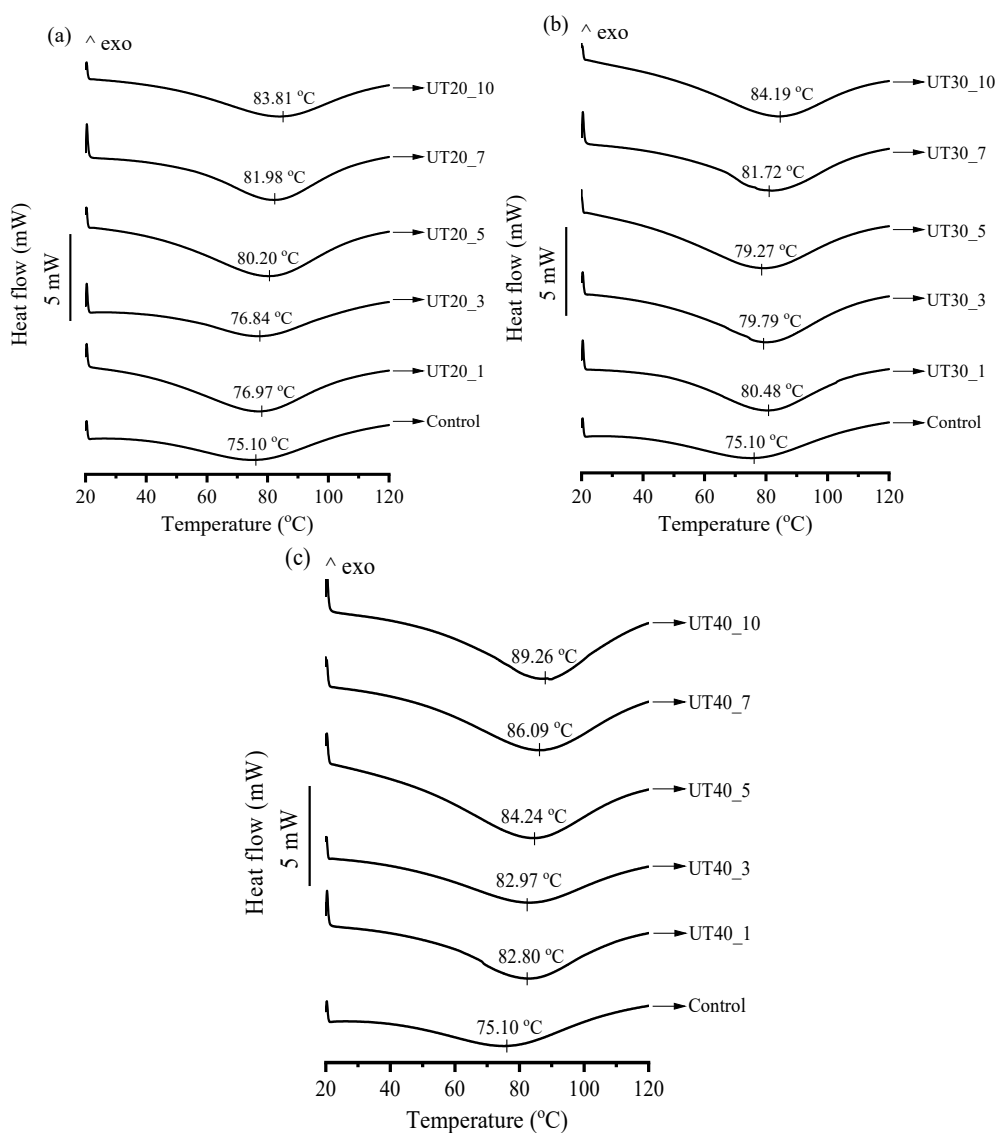 (a)
^ exo
83.81 °C
UT20_10
81.98 °C
UT20_7
80.20 °C
UT20_5
76.84 °C
UT20_3
76.97 °C
UT20_1
75.10 °C
Control
Heat flow (mW)
5 mW
20 40 60 80 100 120
Temperature (°C)
(b)
^ exo
84.19 °C
UT30_10
81.72 °C
UT30_7
79.27 °C
UT30_5
79.79 °C
UT30_3
80.48 °C
UT30_1
75.10 °C
Control
Heat flow (mW)
5 mW
20 40 60 80 100 120
Temperature (°C)
(c)
^ exo
89.26 °C
UT40_10
86.09 °C
UT40_7
84.24 °C
UT40_5
82.97 °C
UT40_3
82.80 °C
UT40_1
75.10 °C
Control
Heat flow (mW)
5 mW
20 40 60 80 100 120
Temperature (°C)